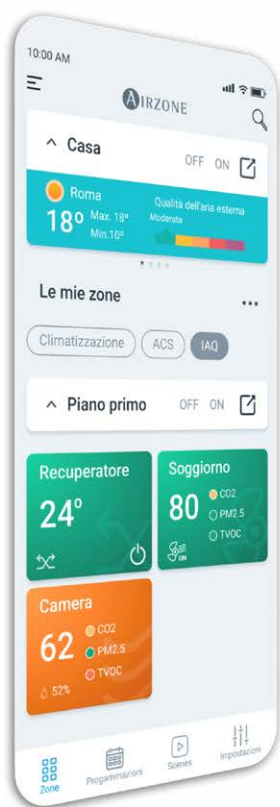 10:00 AM
AIRZONE
Casa OFF ON
Roma
18° Max. 18°
Min.10°
Qualità dell'aria esterna
Moderata
Le mie zone
Climatizzazione ACS IAQ
Piano primo OFF ON
Recuperatore
24°
Soggiorno
80 CO2
PM2.5
TVOC
ON
Camera
62 CO2
PM2.5
TVOC
52%
Zone Progammazioni Scenes Impostazioni